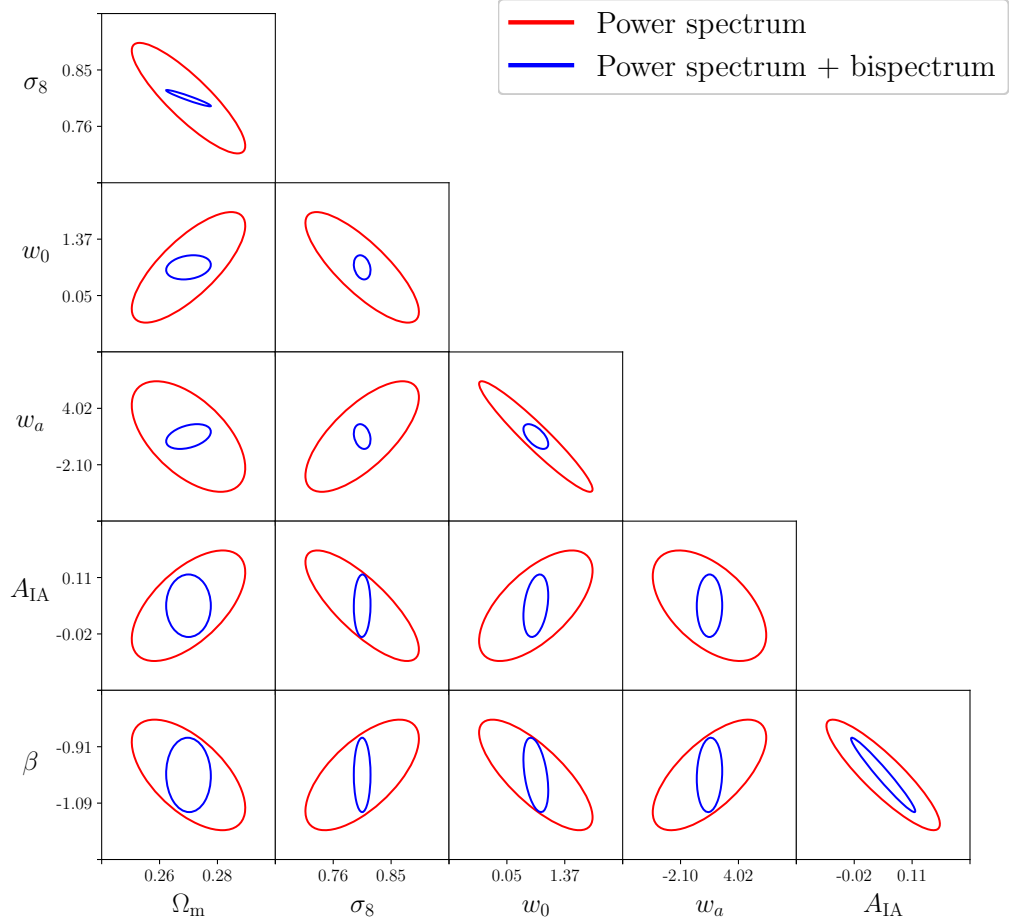 Power spectrum
Power spectrum + bispectrum
σ₈
0.85
0.76
w₀
1.37
0.05
wₐ
4.02
-2.10
A_IA
0.11
-0.02
β
-0.91
-1.09
0.26 0.28 0.76 0.85 0.05 1.37 -2.10 4.02 -0.02 0.11
Ωₘ σ₈ w₀ wₐ A_IA